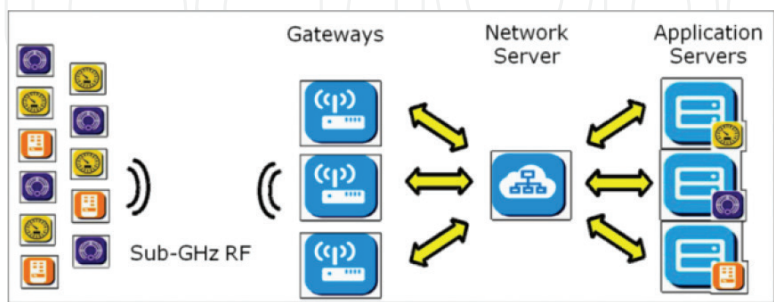 Gateways
Network
Server
Application
Servers
Sub-GHz RF